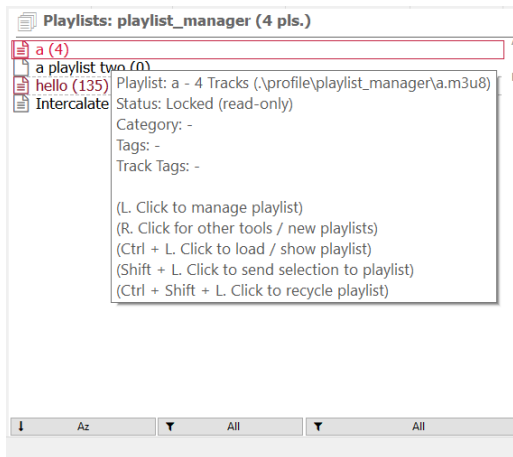 Playlists: playlist_manager (4 pls.)
a (4)
a playlist two (0)
hello (135)
Intercalate
Playlist: a - 4 Tracks (.\profile\playlist_manager\a.m3u8)
Status: Locked (read-only)
Category: -
Tags: -
Track Tags: -
(L. Click to manage playlist)
(R. Click for other tools / new playlists)
(Ctrl + L. Click to load / show playlist)
(Shift + L. Click to send selection to playlist)
(Ctrl + Shift + L. Click to recycle playlist)
Az All All